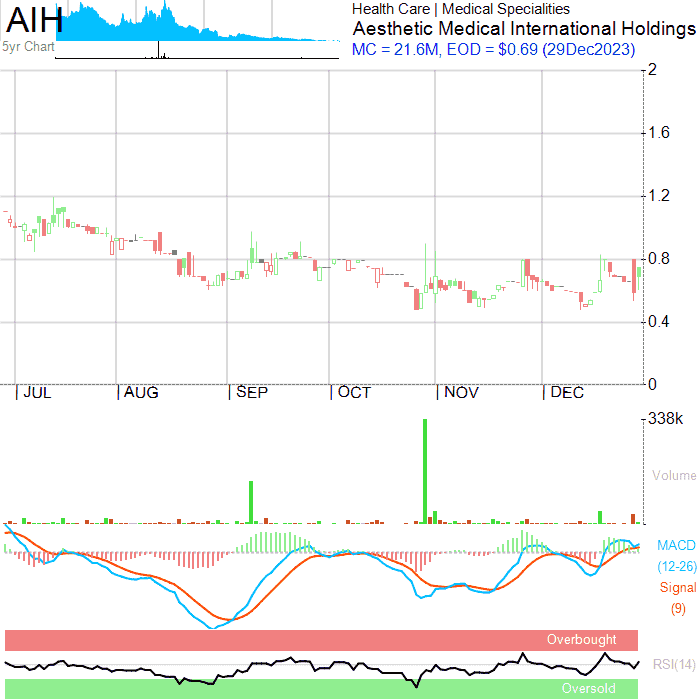 AIH
5yr Chart
Health Care | Medical Specialities
Aesthetic Medical International Holdings
MC = 21.6M, EOD = $0.69 (29Dec2023)
2
1.6
1.2
0.8
0.4
0
JUL AUG SEP OCT NOV DEC
338k
Volume
MACD
(12-26)
Signal
(9)
Overbought
RSI(14)
Oversold